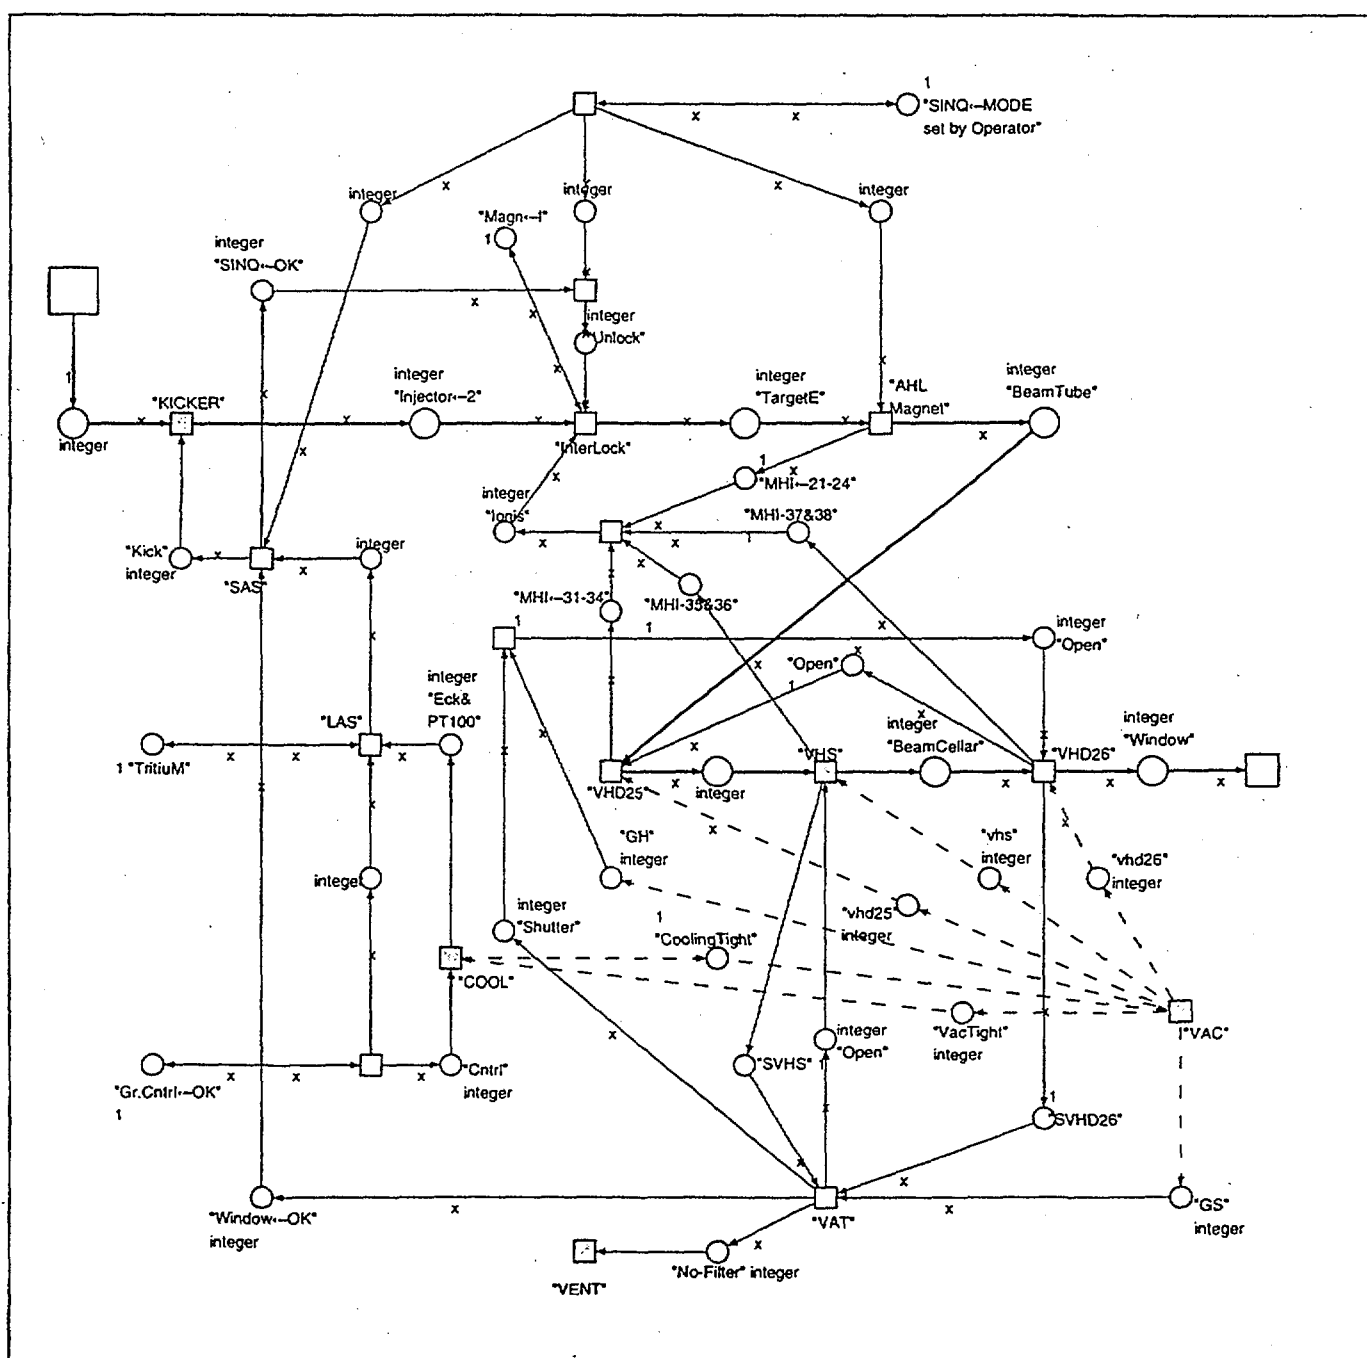 1
"SINQ←MODE
set by Operator"
integer
integer
integer
"Magn←I"
1
integer
"SINQ←OK"
integer
"Unlock"
1
"KICKER"
integer
"Injector←2"
integer
"TargetE"
"AHL
Magnet"
integer
"BeamTube"
integer
"InterLock"
1
"MHI←21-24"
integer
"Ionis"
"MHI-37&38"
1
"Kick"
integer
"SAS"
integer
"MHI←31-34"
"MHI-35&36"
1
1
integer
"Open"
integer
"Eck&
PT100"
"Open"
1
"LAS"
integer
"BeamCellar"
integer
"Window"
"VHS"
"VHD26"
1 "TritiuM"
"VHD25"
integer
"GH"
integer
"vhs"
integer
"vhd26"
integer
integer
integer
"Shutter"
1
"CoolingTight"
"vhd25"
integer
"COOL"
"VacTight"
integer
"VAC"
integer
"Open"
1
"SVHS"
"Gr.Cntrl←OK"
1
"Cntrl"
integer
1
"SVHD26"
"Window←OK"
integer
"VAT"
"GS"
integer
"No-Filter" integer
"VENT"